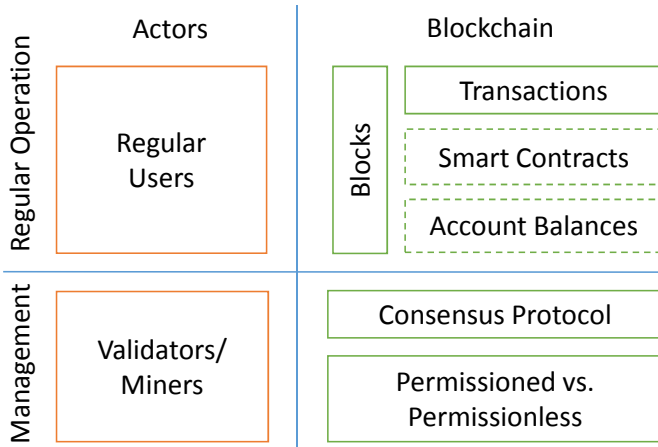 Actors
Blockchain
Regular Operation
Regular
Users
Blocks
Transactions
Smart Contracts
Account Balances
Management
Validators/
Miners
Consensus Protocol
Permissioned vs.
Permissionless